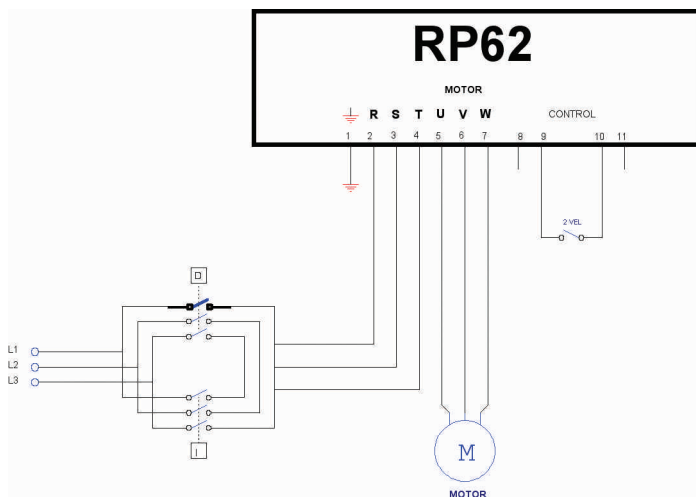 RP62
MOTOR
R S T U V W
CONTROL
1 2 3 4 5 6 7 8 9 10 11
2 VEL
D
L1
L2
L3
I
M
MOTOR